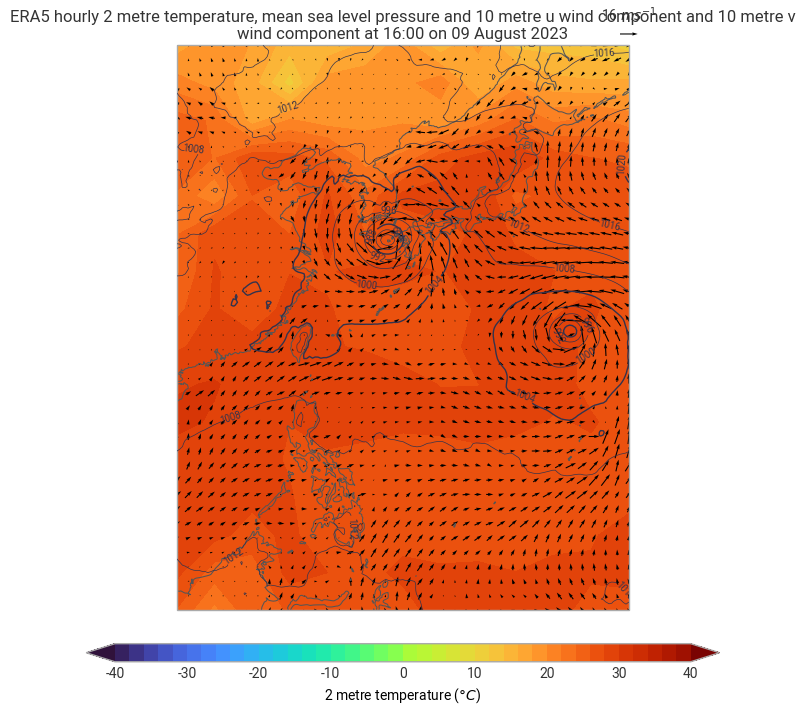 ERA5 hourly 2 metre temperature, mean sea level pressure and 10 metre u wind component and 10 metre v
16 ms⁻¹
wind component at 16:00 on 09 August 2023
1016
1012
1008
1020
1016
1012
1008
1000
1004
1004
1008
1012
-40 -30 -20 -10 0 10 20 30 40
2 metre temperature (°C)